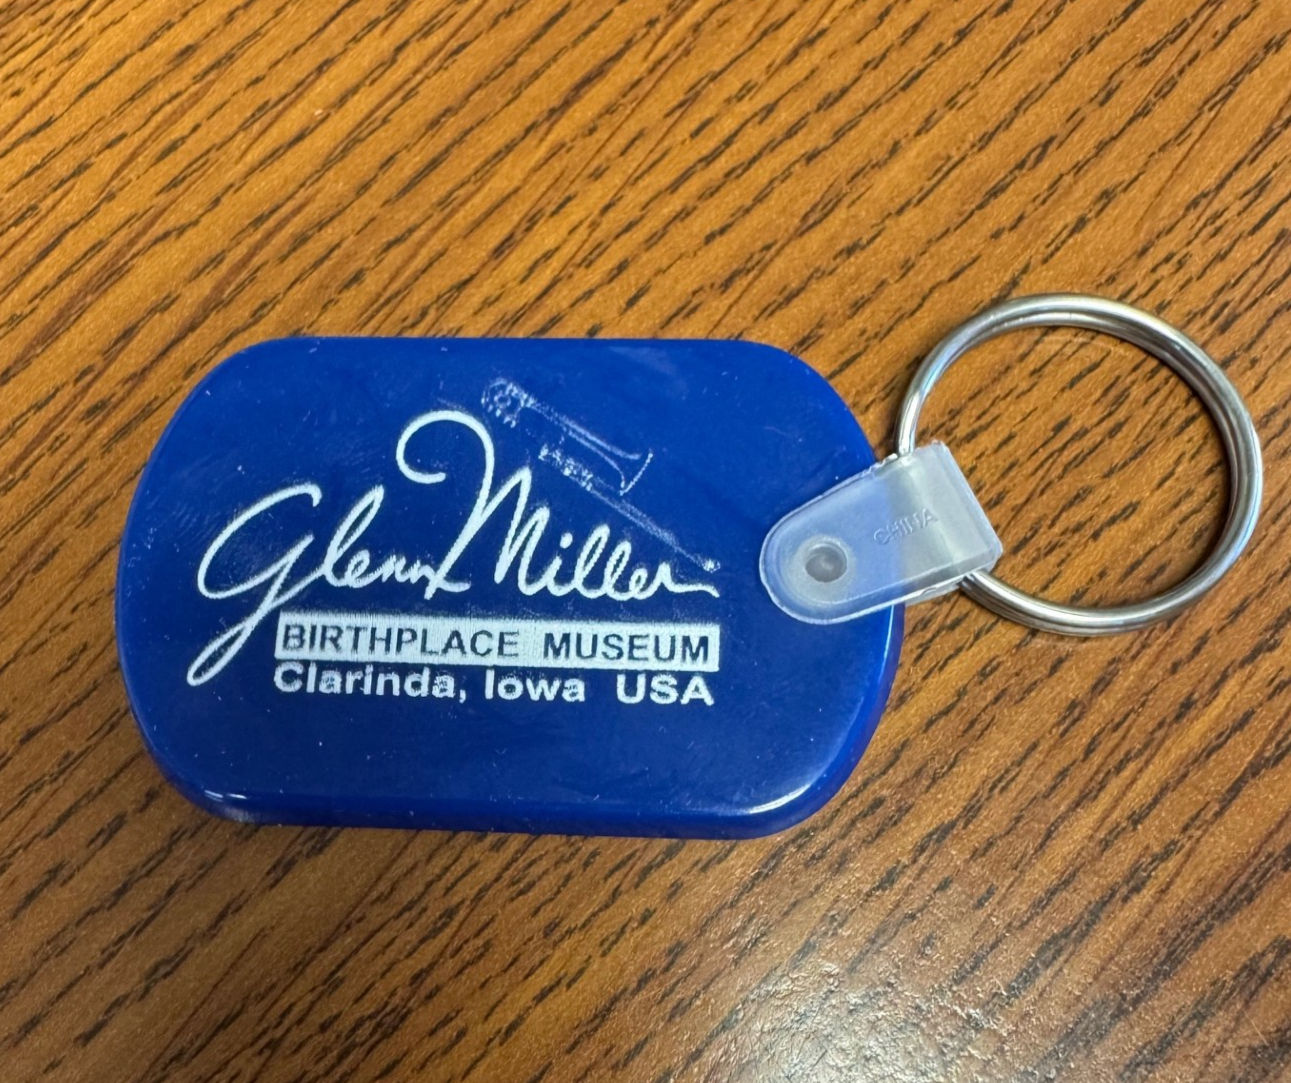 Glenn Miller
BIRTHPLACE MUSEUM
Clarinda, Iowa USA
CHINA